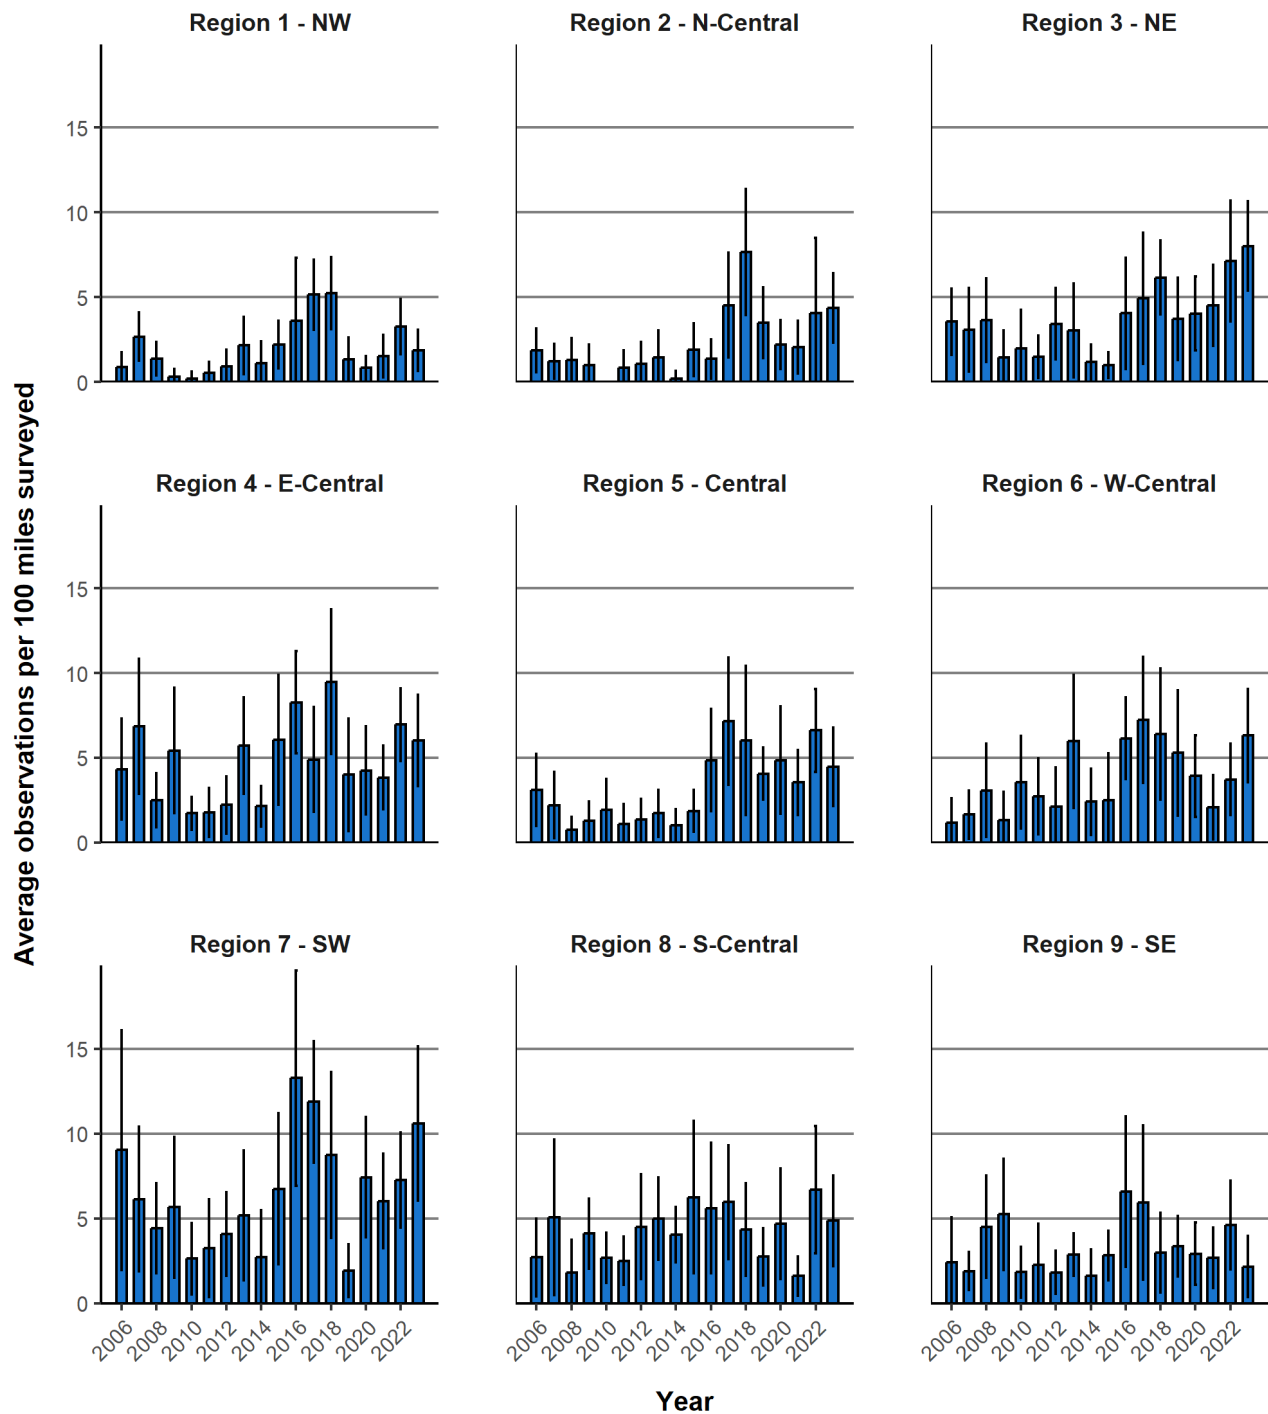 Region 1 - NW
Region 2 - N-Central
Region 3 - NE
15
10
5
0
Region 4 - E-Central
Region 5 - Central
Region 6 - W-Central
15
10
5
0
Average observations per 100 miles surveyed
Region 7 - SW
Region 8 - S-Central
Region 9 - SE
15
10
5
0
2006 2008 2010 2012 2014 2016 2018 2020 2022
2006 2008 2010 2012 2014 2016 2018 2020 2022
2006 2008 2010 2012 2014 2016 2018 2020 2022
Year